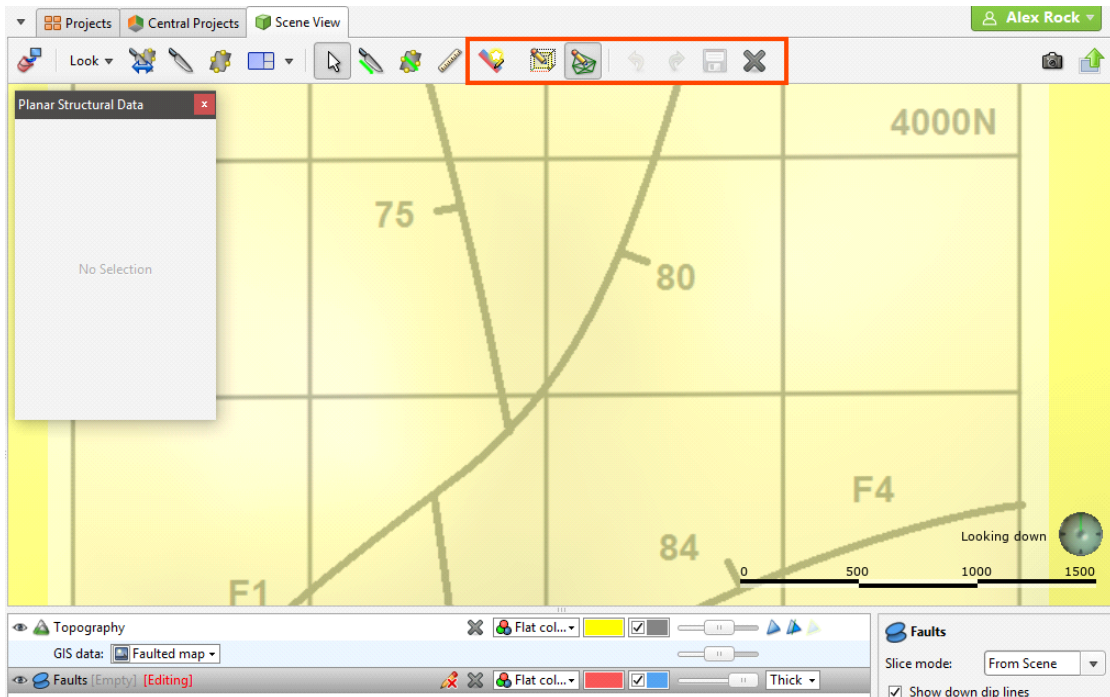 Projects Central Projects Scene View Alex Rock
Look
Planar Structural Data x
4000N
75
No Selection
80
F4
Looking down
84
0 500 1000 1500
F1
Topography Flat col...
GIS data: Faulted map
Faults [Empty] [Editing] Flat col... Thick
Faults
Slice mode: From Scene
Show down dip lines